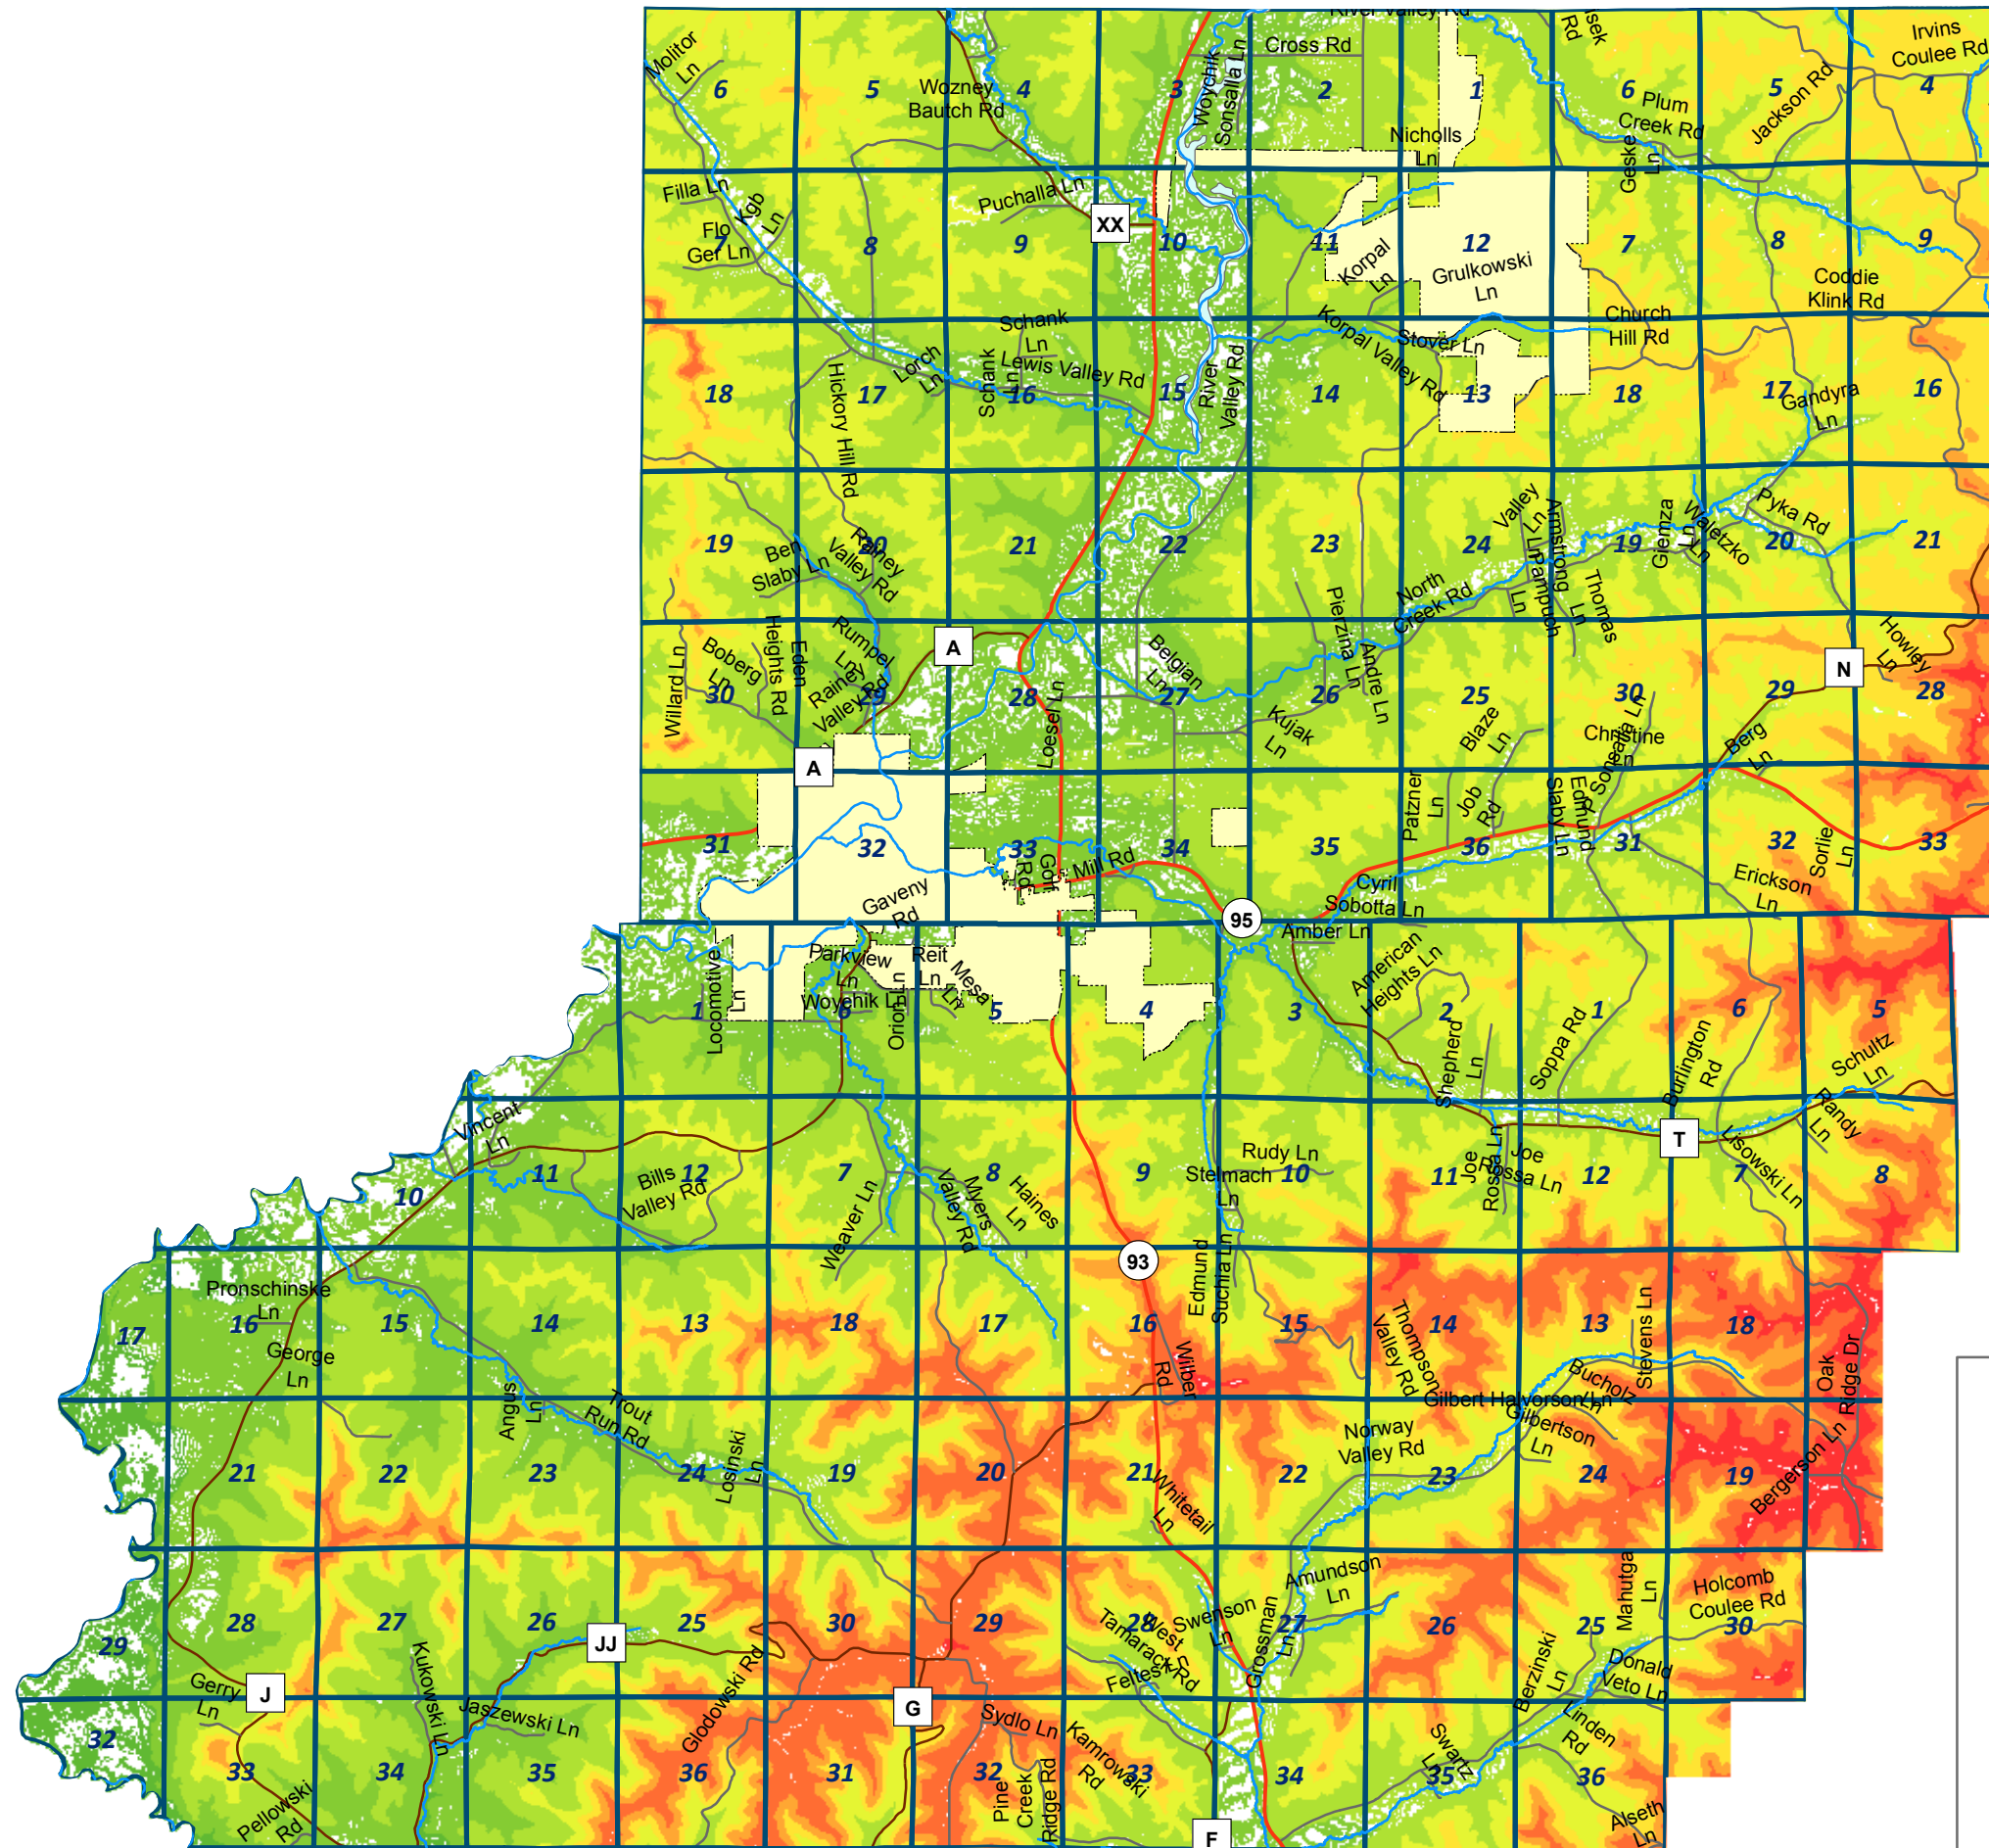 River Valley Rd
Molitor
Ln
6
5
Wozney
Bautch Rd
4
3
Woychik
Sonsalla Ln
Cross Rd
2
1
Nicholls
Ln
Rd
6
Plum
Creek Rd
5
Jackson Rd
Irvins
Coulee Rd
4
Filla Ln
Kgb
Ln
Flo
Ger Ln
7
8
Puchalla Ln
9
XX
10
11
Korpal
Ln
12
Grulkowski
Ln
Geske
Ln
7
8
9
Coddie
Klink Rd
18
Hickory Hill Rd
17
Lorch
Ln
Schank
Ln
Schank
Ln
Lewis Valley Rd
16
15
River
Valley Rd
14
Korpal Valley Rd
Stover Ln
13
Church
Hill Rd
18
17
Gandyra
Ln
16
19
Ben
Slaby Ln
20
Rainey
Valley Rd
21
22
23
24
Valley
Ln
Armstrong
Ln
Pampuch
Ln
North
Creek Rd
Thomas
Ln
19
Giemza
Ln
Waletzko
Ln
Pyka Rd
20
21
Willard Ln
Boberg
Ln
30
Eden
Heights Rd
Rumpel
Ln
Rainey
Valley Rd
29
A
A
28
Loesel Ln
Belgian
Ln
27
Kujak
Ln
Pierzina Ln
26
Andre Ln
25
Blaze
Ln
30
Christine
Ln
Sonsalla Ln
29
Berg
Ln
N
Howley
Ln
28
31
32
33
Golf
Rd
Mill Rd
34
35
Patzner
Ln
Job
Rd
36
Edmund
Slaby Ln
31
32
Sorlie
Ln
33
Erickson
Ln
Cyril
Sobotta Ln
95
Amber Ln
Gaveny
Rd
Locomotive
Ln
1
Parkview
Ln
Woychik Ln
6
Reit
Ln
Orion Ln
Mesa
Ln
5
4
3
American
Heights Ln
2
Shepherd
Ln
Soppa Rd
1
Burlington
Rd
6
5
Schultz
Ln
Randy
Ln
Vincent
Ln
10
11
Bills
Valley Rd
12
7
Weaver Ln
8
Myers
Valley Rd
Haines
Ln
9
Rudy Ln
Stelmach
Ln
10
11
Joe
Rossa Ln
Joe
Rossa Ln
12
T
Lisowski Ln
7
8
17
Pronschinske
Ln
16
George
Ln
15
14
13
18
17
93
16
Edmund
Suchla Ln
Wilber
Rd
15
Thompson
Valley Rd
14
13
Stevens Ln
18
Oak
Ridge Dr
Bucholz
Ln
Gilbert Halvorson Ln
Gilbertson
Ln
21
22
Angus
Ln
23
Trout
Run Rd
24
Losinski
Ln
19
20
21
Whitetail
Ln
22
Norway
Valley Rd
23
24
19
Bergerson Ln
29
28
27
26
JJ
25
30
29
28
West
Ln
Tamarack Rd
Feltes
Swenson
Ln
Grossman
Ln
27
Amundson
Ln
26
25
Mahutga
Ln
Holcomb
Coulee Rd
30
Donald
Veto Ln
Berzinski
Ln
Gerry
Ln
J
Kukowski Ln
Jaszewski Ln
Glodowski Rd
G
Sydlo Ln
32
33
Pellowski
Rd
34
35
36
31
32
Pine
Creek
Ridge Rd
Kamrowski
Rd
33
F
34
Swartz
Ln
35
Linden
Rd
36
Alseth
Ln